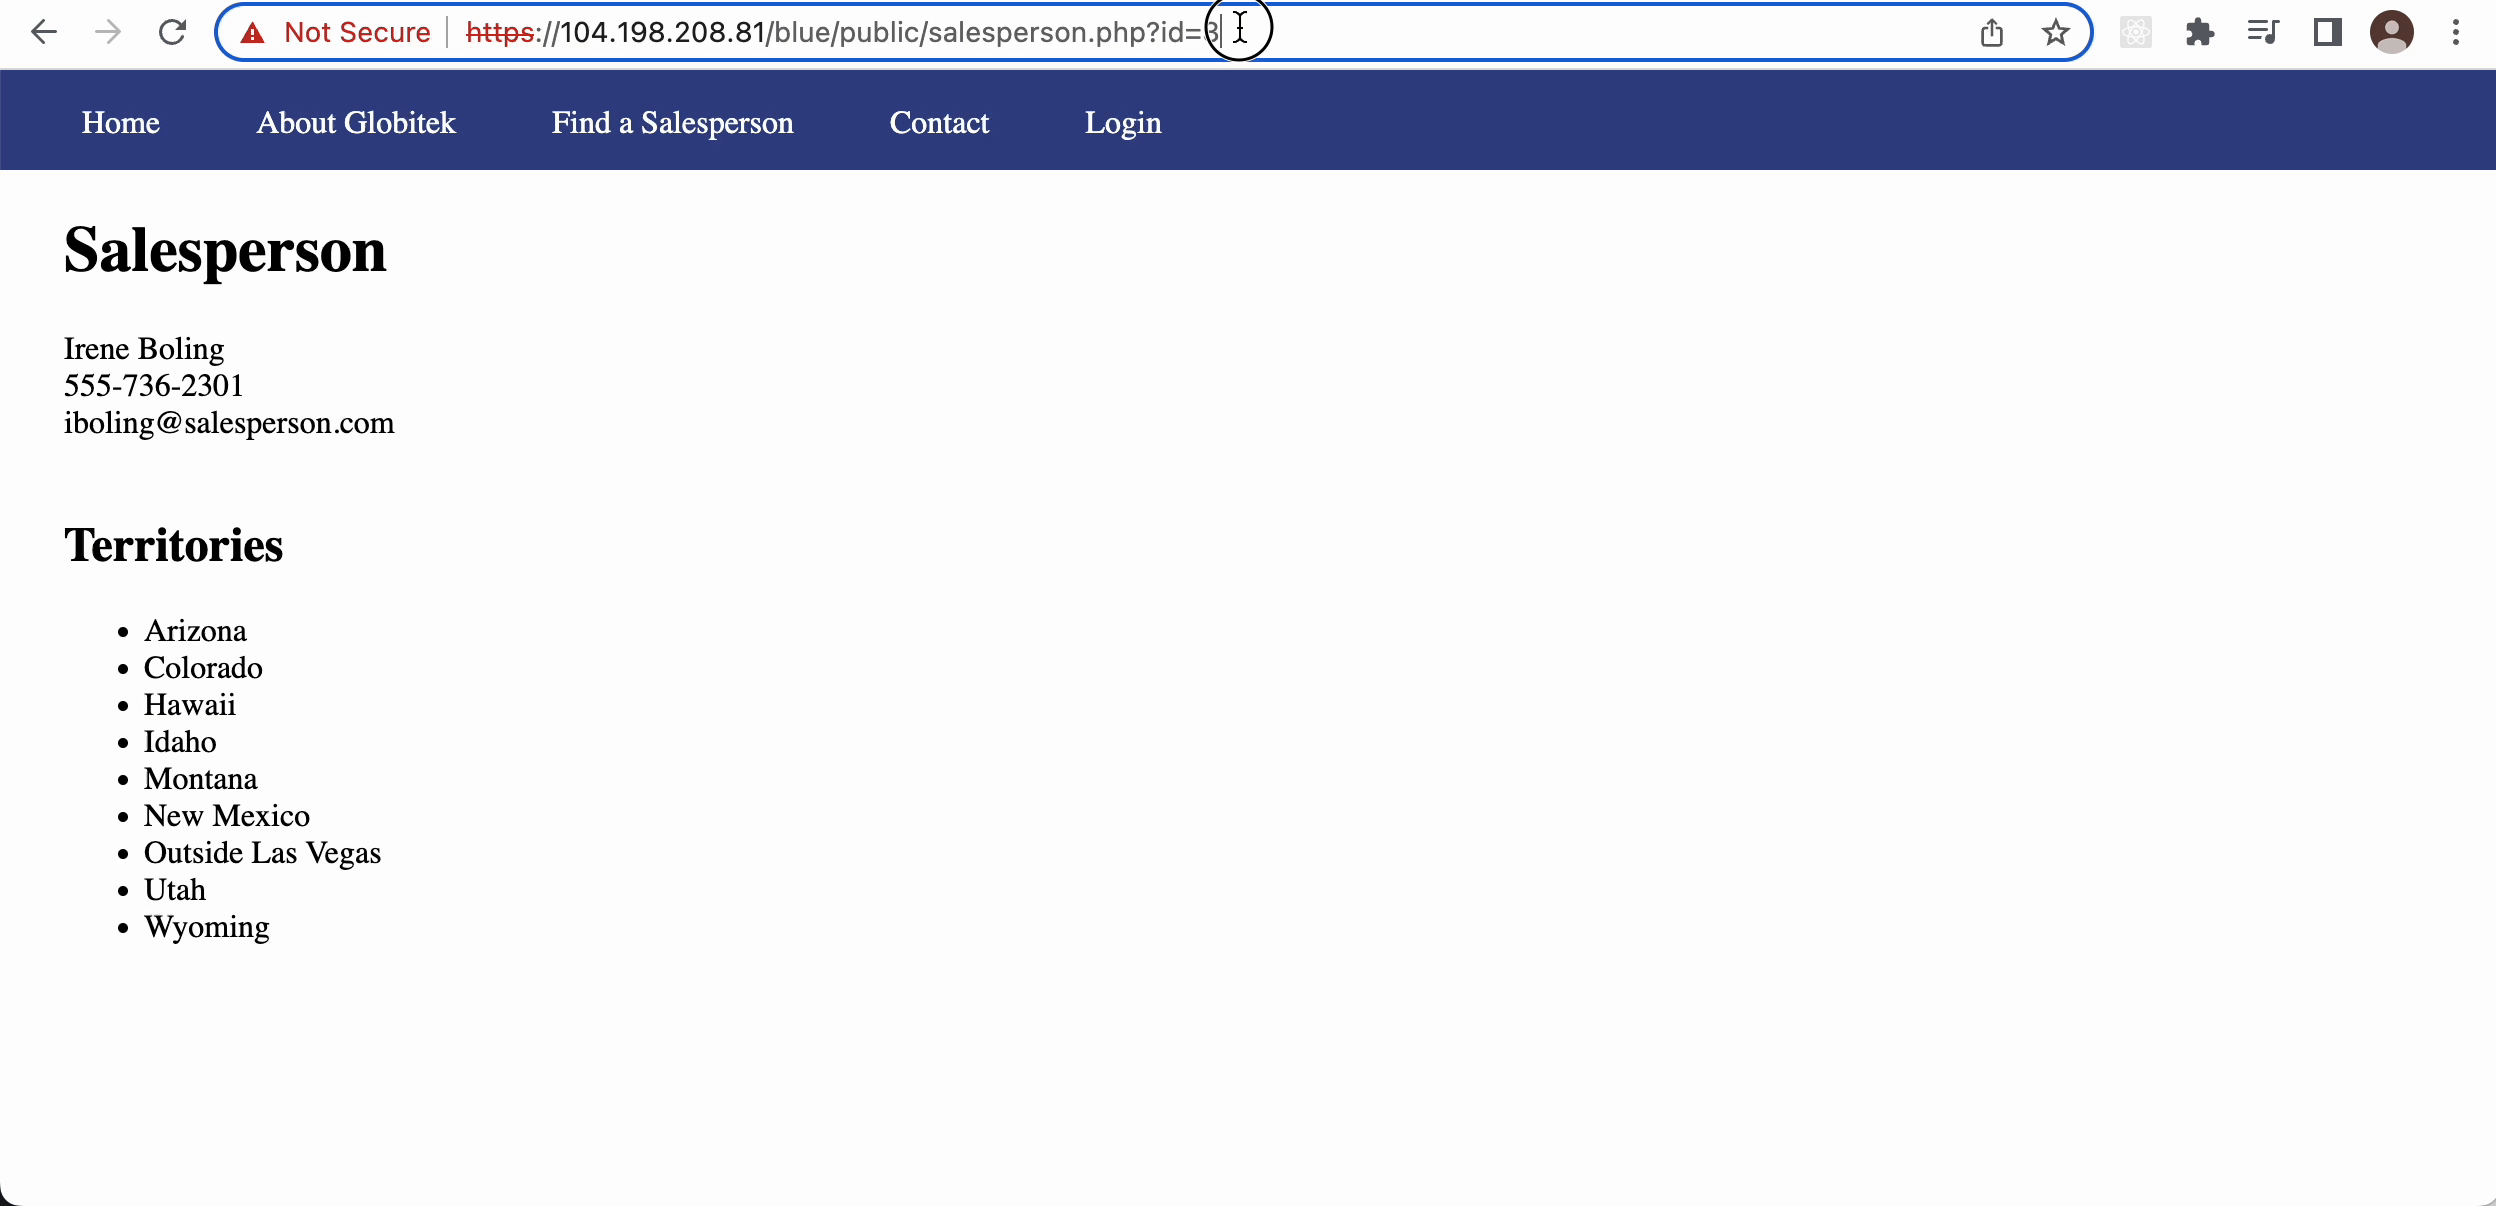 Not Secure https://104.198.208.81/blue/public/salesperson.php?id=3
Home About Globitek Find a Salesperson Contact Login
Salesperson
Irene Boling
555-736-2301
iboling@salesperson.com
Territories
• Arizona
• Colorado
• Hawaii
• Idaho
• Montana
• New Mexico
• Outside Las Vegas
• Utah
• Wyoming